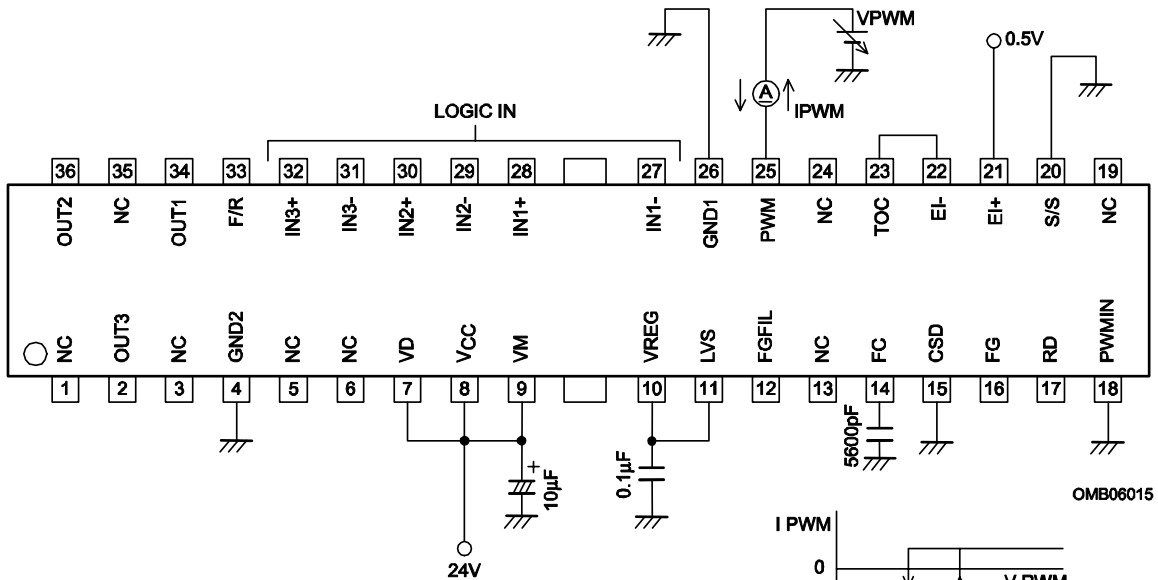 VPWM
0.5V
A
IPWM
LOGIC IN
36 35 34 33 32 31 30 29 28 27 26 25 24 23 22 21 20 19
OUT2 NC OUT1 F/R IN3+ IN3- IN2+ IN2- IN1+ IN1- GND1 PWM NC TOC EI- EI+ S/S NC
NC OUT3 NC GND2 NC NC VD VCC VM VREG LVS FGFIL NC FC CSD FG RD PWMIN
1 2 3 4 5 6 7 8 9 10 11 12 13 14 15 16 17 18
+
10µF
0.1µF
5600pF
OMB06015
24V
I PWM
0
V PWM